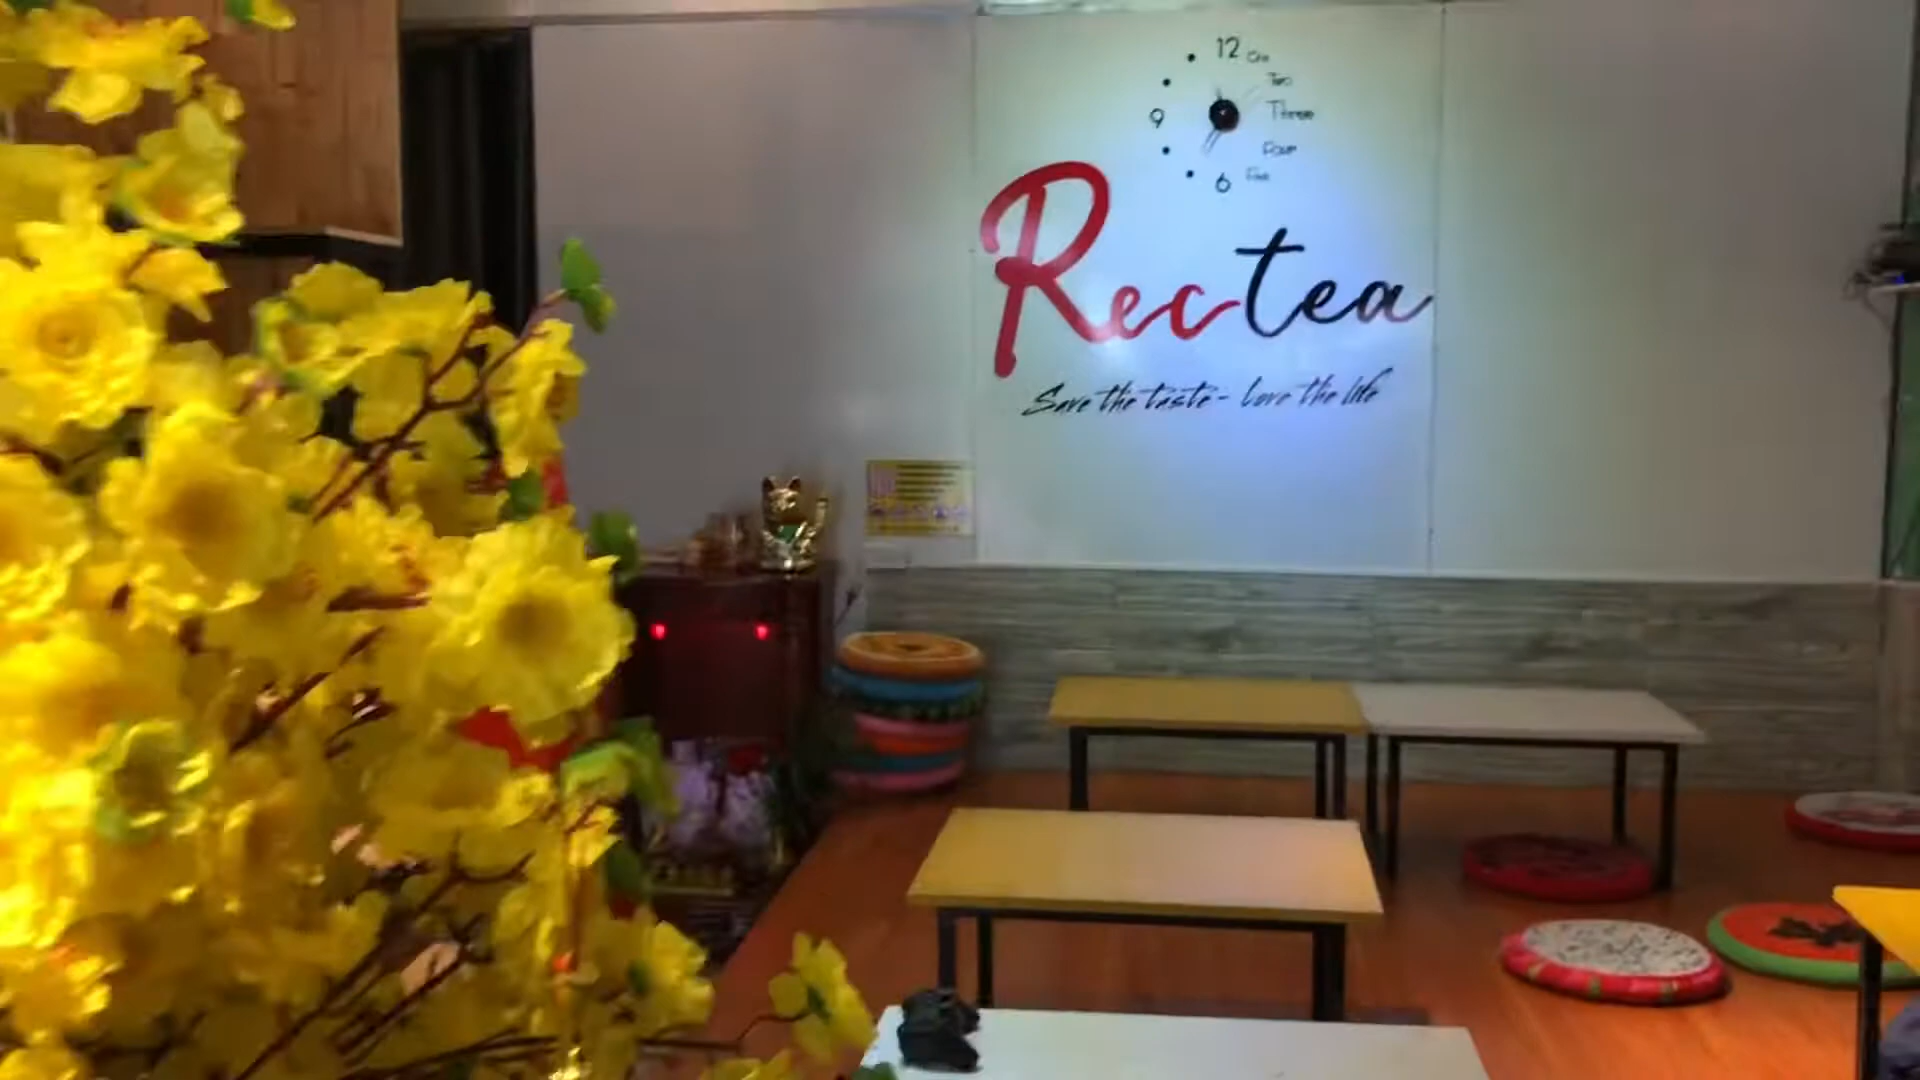 12 One
Two
9 Three
Four
6 Five
Rectea
Save the taste - Love the life